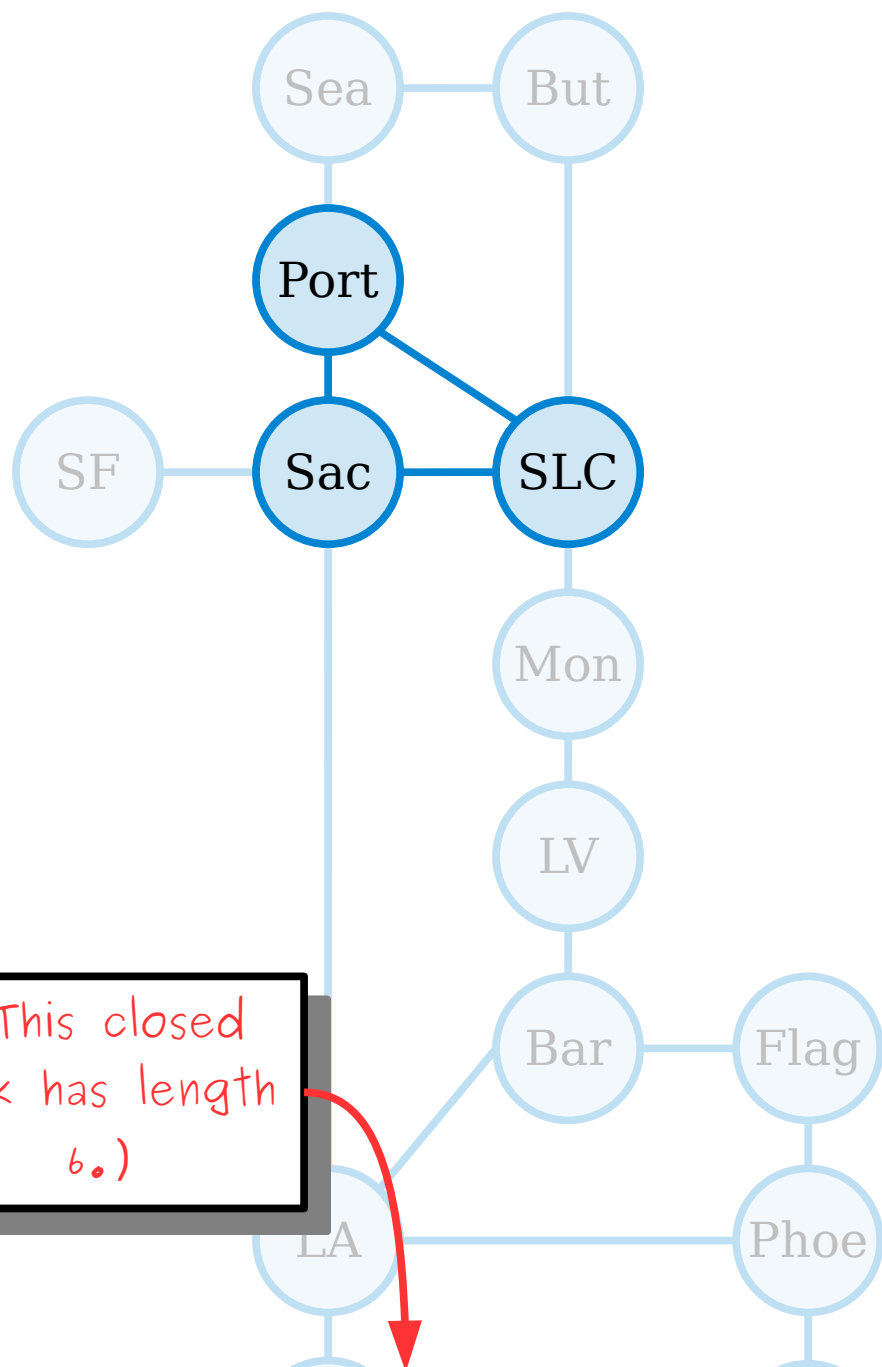 Sea
But
Port
SF
Sac
SLC
Mon
LV
Bar
Flag
This closed
has length
6.)
LA
Phoe